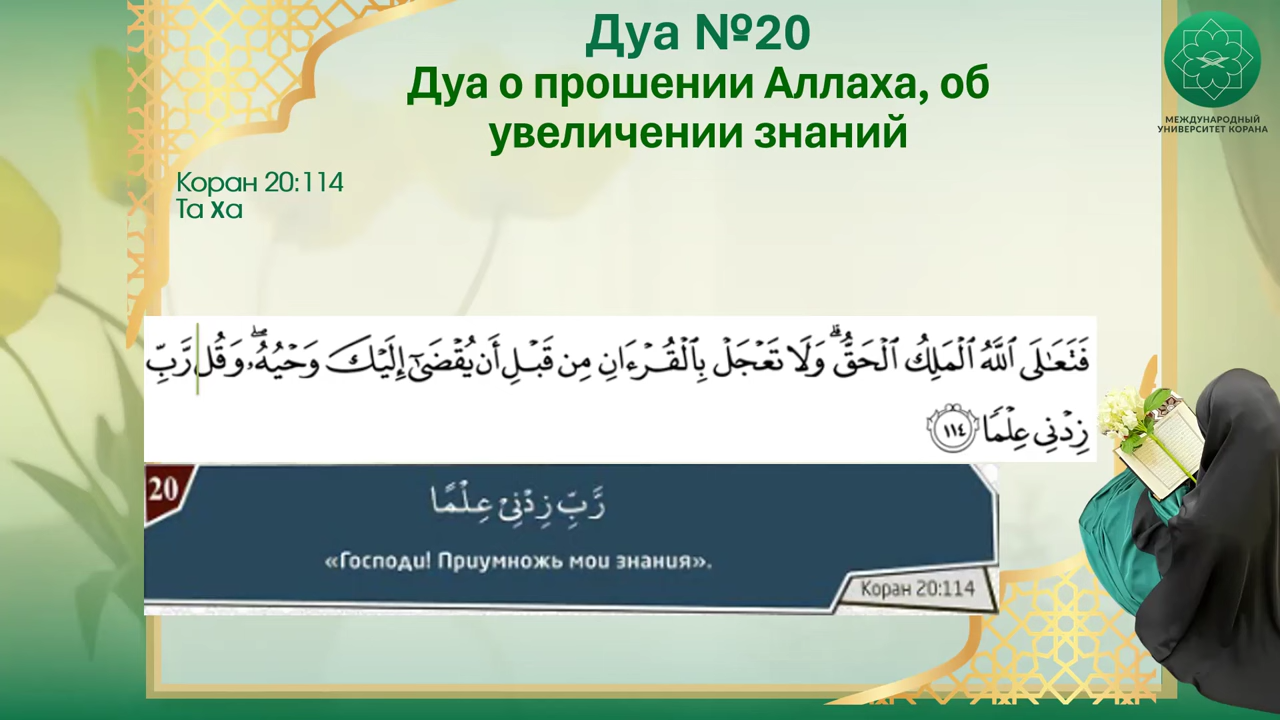 Дуа №20
Дуа о прошении Аллаха, об
увеличении знаний
МЕЖДУНАРОДНЫЙ
УНИВЕРСИТЕТ КОРАНА
Коран 20:114
Та Ха
فَتَعَٰلَى ٱللَّهُ ٱلْمَلِكُ ٱلْحَقُّ ۗ وَلَا تَعْجَلْ بِٱلْقُرْءَانِ مِن قَبْلِ أَن يُقْضَىٰٓ إِلَيْكَ وَحْيُهُۥ ۖ وَقُل رَّبِّ
زِدْنِى عِلْمًا ١١٤
20
رَّبِّ زِدْنِيْ عِلْمًا
«Господи! Приумножь мои знания».
Коран 20:114